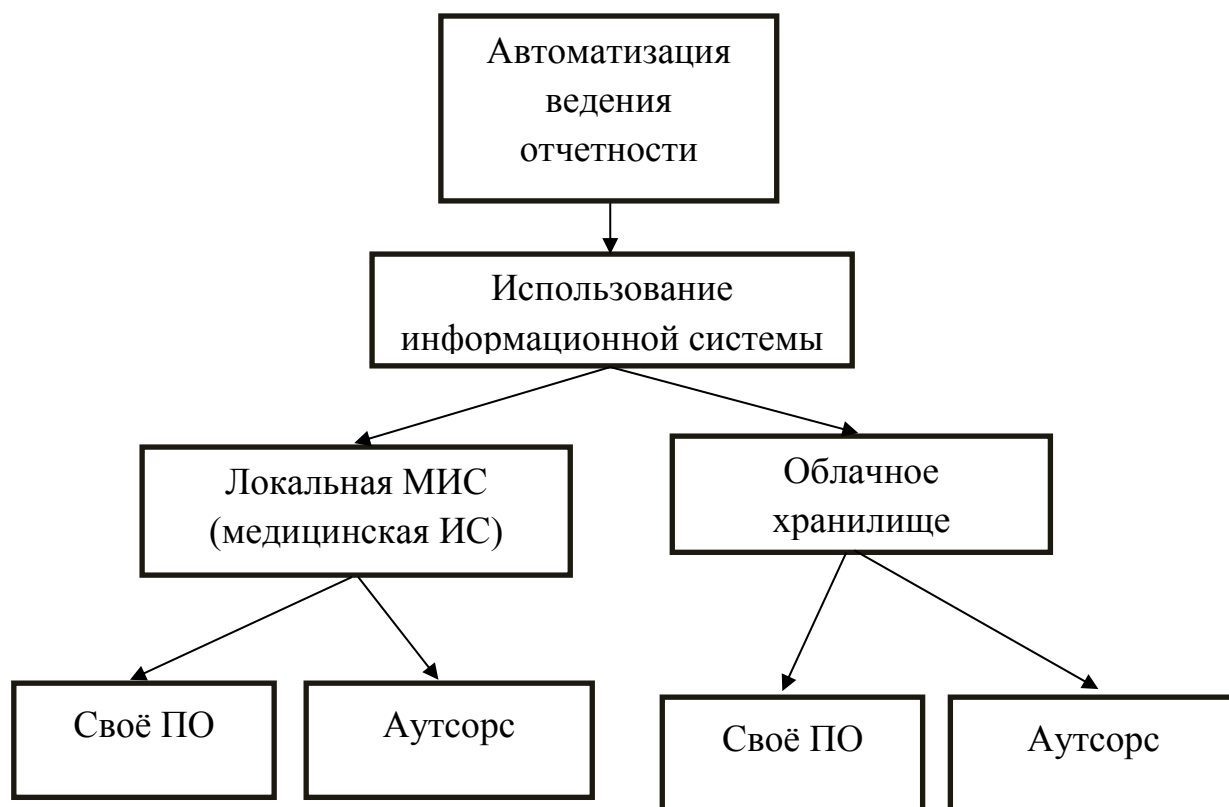 Автоматизация
ведения
отчетности
Использование
информационной системы
Локальная МИС
(медицинская ИС)
Облачное
хранилище
Своё ПО
Аутсорс
Своё ПО
Аутсорс